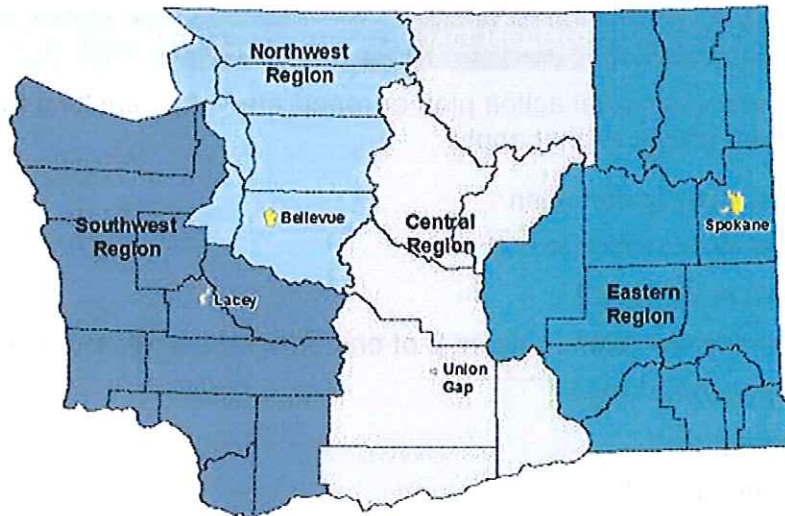 Northwest
Region
Bellevue
Southwest
Region
Central
Region
Spokane
Lacey
Eastern
Region
Union
Gap